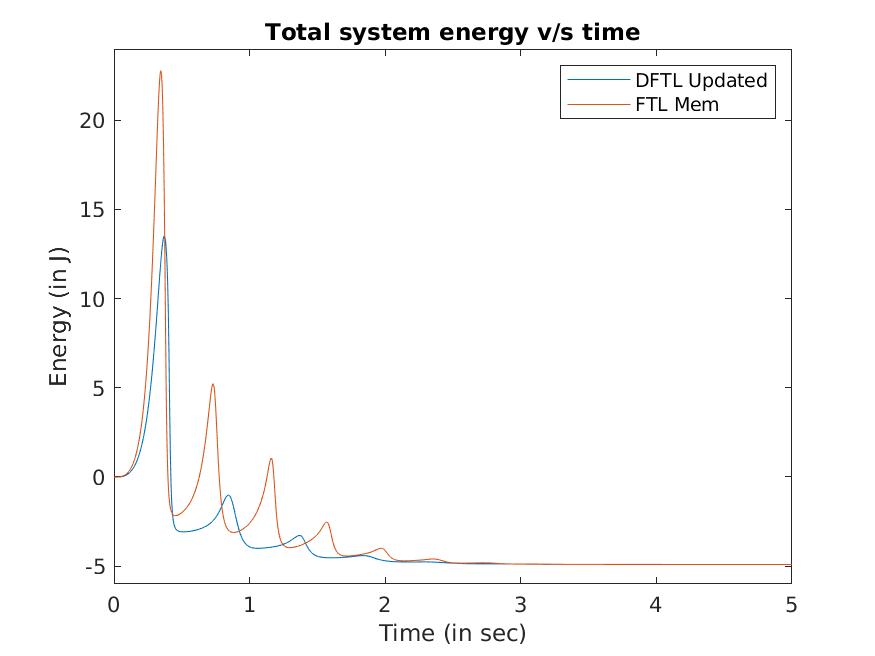 Total system energy v/s time
DFTL Updated
FTL Mem
Energy (in J)
20
15
10
5
0
-5
0 1 2 3 4 5
Time (in sec)